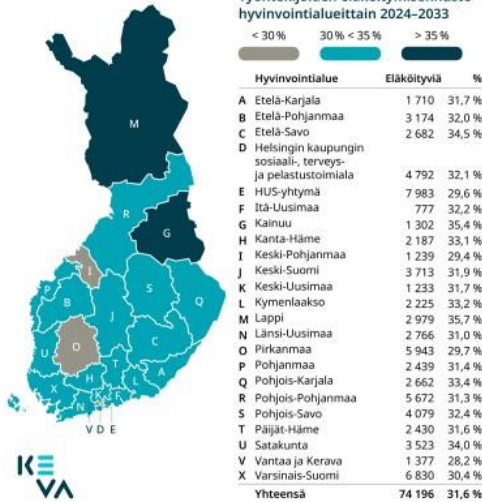 Työntekijöiden eläköitymisennuste
hyvinvointialueittain 2024–2033
< 30 %   30 % < 35 %   > 35 %
Hyvinvointialue Eläköityviä %
A Etelä-Karjala 1 710 31,7 %
B Etelä-Pohjanmaa 3 174 32,0 %
C Etelä-Savo 2 682 34,5 %
D Helsingin kaupungin
sosiaali-, terveys-
ja pelastustoimiala 4 792 32,1 %
E HUS-yhtymä 7 983 29,6 %
F Itä-Uusimaa 777 32,2 %
G Kainuu 1 302 35,4 %
H Kanta-Häme 2 187 33,1 %
I Keski-Pohjanmaa 1 239 29,4 %
J Keski-Suomi 3 713 31,9 %
K Keski-Uusimaa 1 233 31,7 %
L Kymenlaakso 2 225 33,2 %
M Lappi 2 979 35,7 %
N Länsi-Uusimaa 2 766 31,0 %
O Pirkanmaa 5 943 29,7 %
P Pohjanmaa 2 439 31,4 %
Q Pohjois-Karjala 2 662 33,4 %
R Pohjois-Pohjanmaa 5 672 31,3 %
S Pohjois-Savo 4 079 32,4 %
T Päijät-Häme 2 430 31,6 %
U Satakunta 3 523 34,0 %
V Vantaa ja Kerava 1 377 28,2 %
X Varsinais-Suomi 6 830 30,4 %
Yhteensä 74 196 31,6 %
M
R
G
I
P
B
S
Q
J
U
O
C
T
X
H
L
A
N
K
F
V D E
KEVA